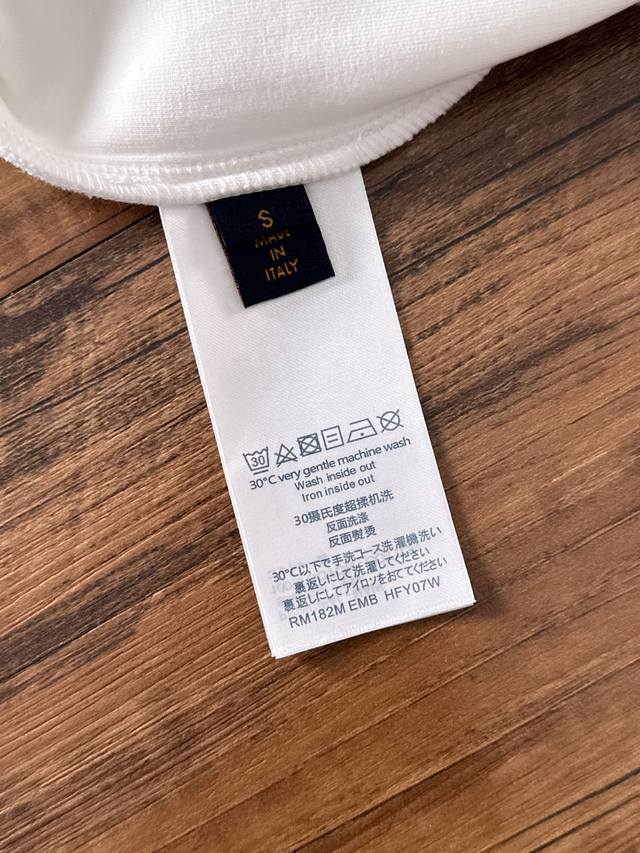 S
MADE
IN
ITALY
30
30°C very gentle machine wash
Wash inside out
Iron inside out
30摄氏度超揉机洗
反面洗涤
反面熨烫
30℃以下で手洗コース洗濯機洗い
裏返しにして洗濯してください
裏返しにしてアイロンをおてください
RM182M EMB HFY07W